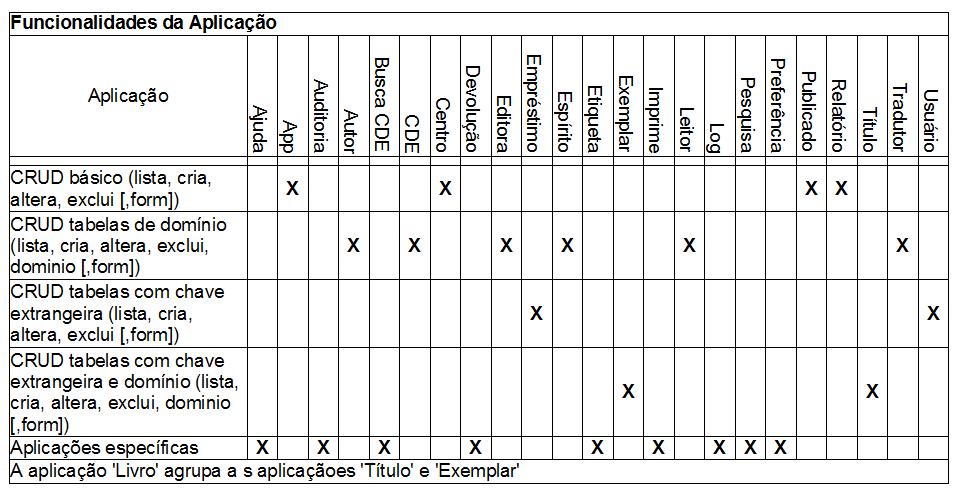 Funcionalidades da Aplicação
Aplicação
Ajuda
App
Auditoria
Autor
Busca CDE
CDE
Centro
Devolução
Editora
Empréstimo
Espírito
Etiqueta
Exemplar
Imprime
Leitor
Log
Pesquisa
Preferência
Publicado
Relatório
Título
Tradutor
Usuário
CRUD básico (lista, cria,
altera, exclui [,form])
X X X X
CRUD tabelas de domínio
(lista, cria, altera, exclui,
dominio [,form])
X X X X X X
CRUD tabelas com chave
extrangeira (lista, cria,
altera, exclui [,form])
X X
CRUD tabelas com chave
extrangeira e domínio (lista,
cria, altera, exclui, dominio
[,form])
X X
Aplicações específicas X X X X X X X X X
A aplicação 'Livro' agrupa a s aplicaçãoes 'Título' e 'Exemplar'